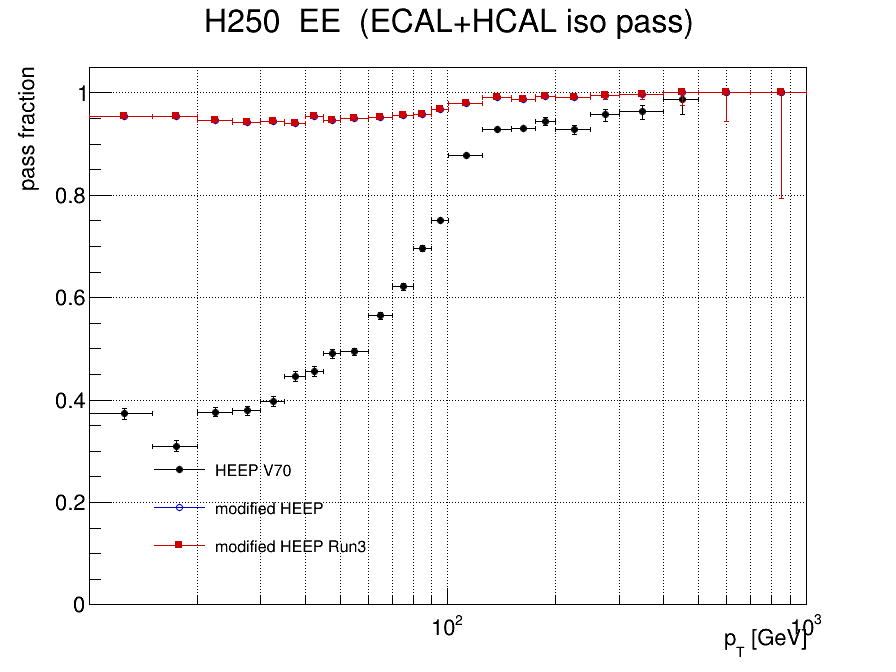 H250 EE (ECAL+HCAL iso pass)
pass fraction
1
0.8
0.6
0.4
0.2
0
HEEP V70
modified HEEP
modified HEEP Run3
10²
10³
p_T [GeV]